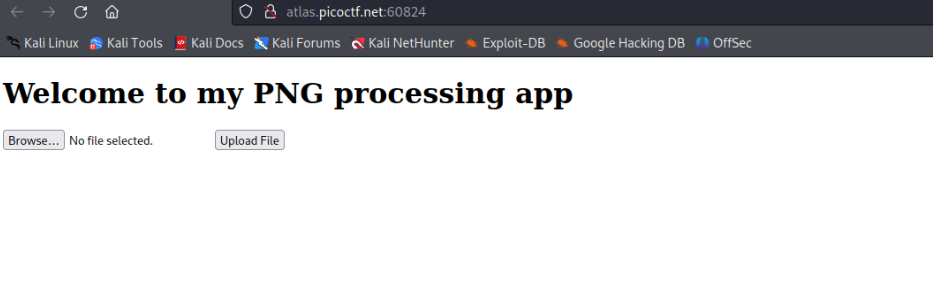 atlas.picoctf.net:60824
Kali Linux Kali Tools Kali Docs Kali Forums Kali NetHunter Exploit-DB Google Hacking DB OffSec
Welcome to my PNG processing app
Browse... No file selected. Upload File